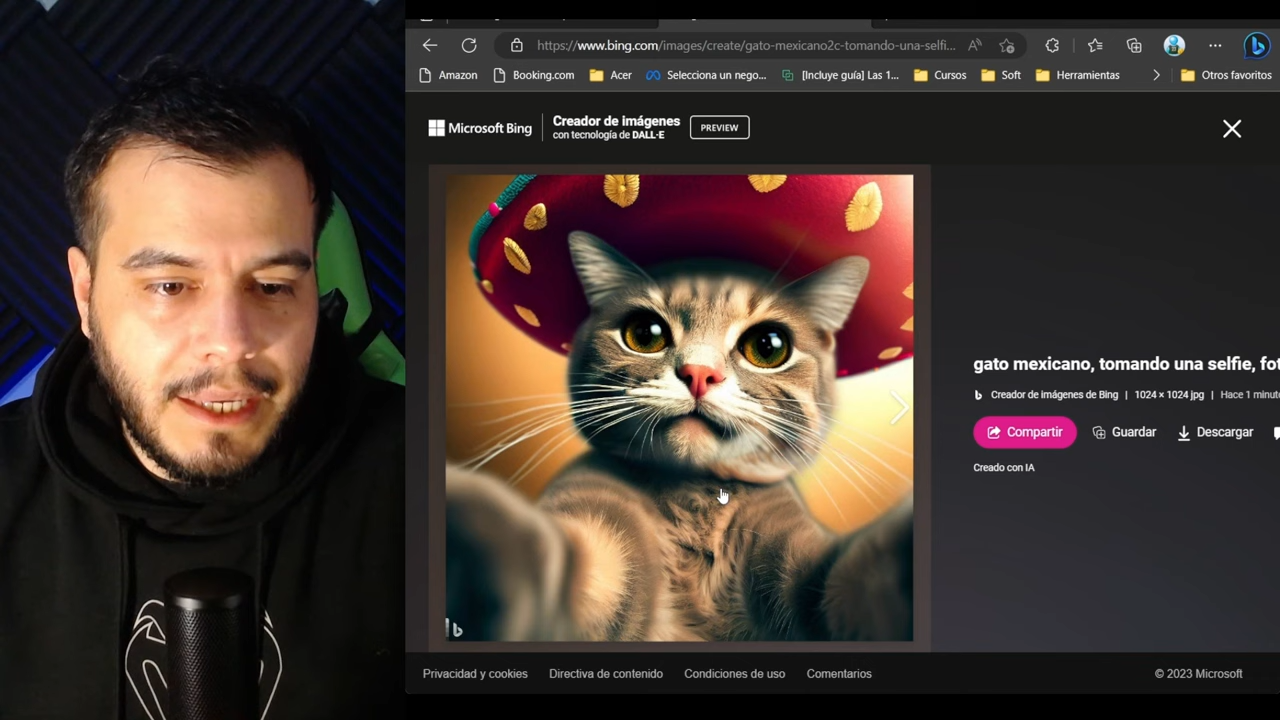 https://www.bing.com/images/create/gato-mexicano2c-tomando-una-selfi...
Amazon
Booking.com
Acer
Selecciona un nego...
[Incluye guía] Las 1...
Cursos
Soft
Herramientas
Otros favoritos
Microsoft Bing
Creador de imágenes
con tecnología de DALL·E
PREVIEW
gato mexicano, tomando una selfie, fot
Creador de imágenes de Bing | 1024 × 1024 jpg | Hace 1 minut
Compartir
Guardar
Descargar
Creado con IA
Privacidad y cookies
Directiva de contenido
Condiciones de uso
Comentarios
© 2023 Microsoft